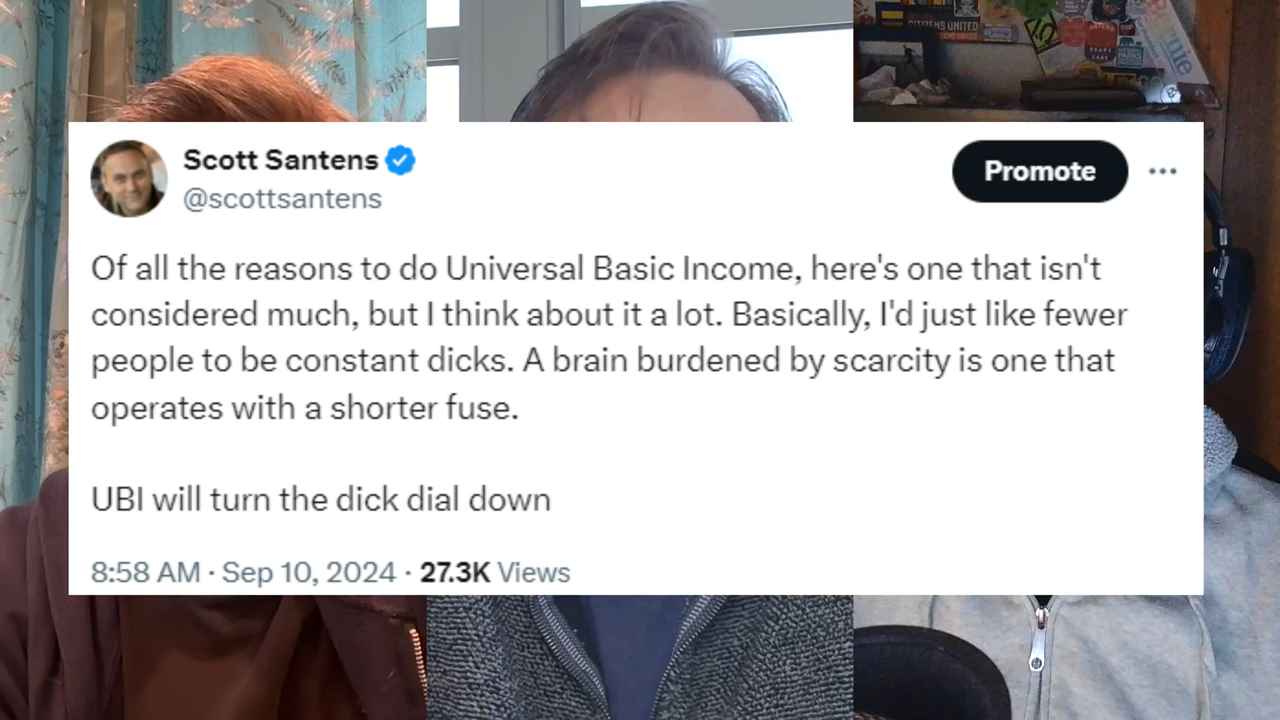 CITIZENS UNITED
Scott Santens
@scottsantens
Promote
Of all the reasons to do Universal Basic Income, here's one that isn't
considered much, but I think about it a lot. Basically, I'd just like fewer
people to be constant dicks. A brain burdened by scarcity is one that
operates with a shorter fuse.
UBI will turn the dick dial down
8:58 AM · Sep 10, 2024 · 27.3K Views